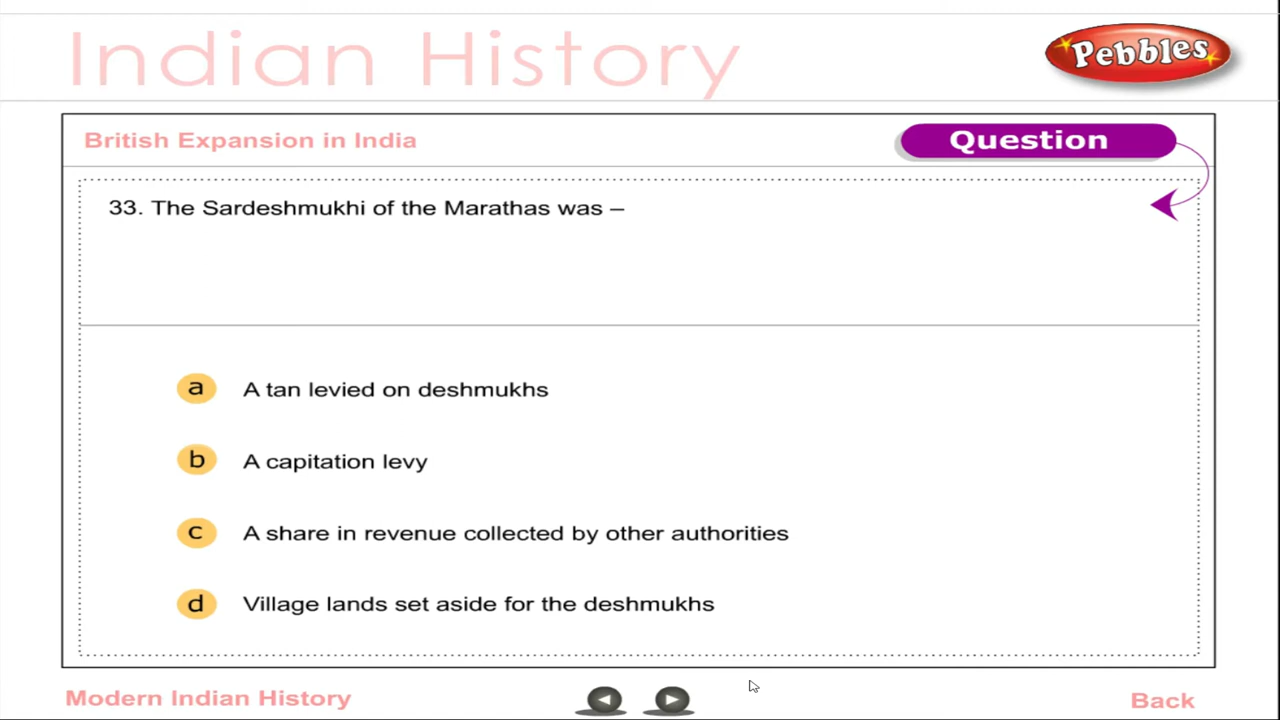 Indian History
Pebbles
British Expansion in India
Question
33. The Sardeshmukhi of the Marathas was –
a A tan levied on deshmukhs
b A capitation levy
c A share in revenue collected by other authorities
d Village lands set aside for the deshmukhs
Modern Indian History
Back